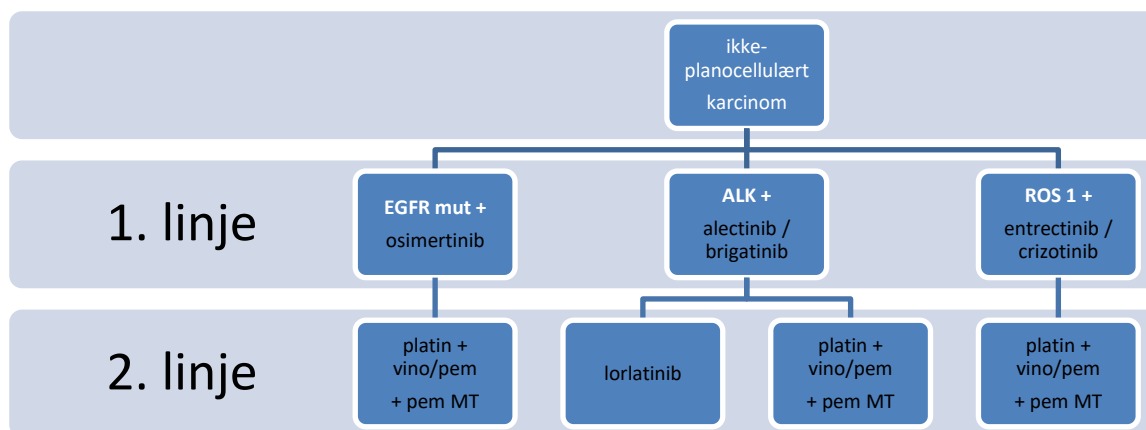 ikke-
planocellulært
karcinom
1. linje
EGFR mut +
osimertinib
ALK +
alectinib /
brigatinib
ROS 1 +
entrectinib /
crizotinib
2. linje
platin +
vino/pem
+ pem MT
lorlatinib
platin +
vino/pem
+ pem MT
platin +
vino/pem
+ pem MT